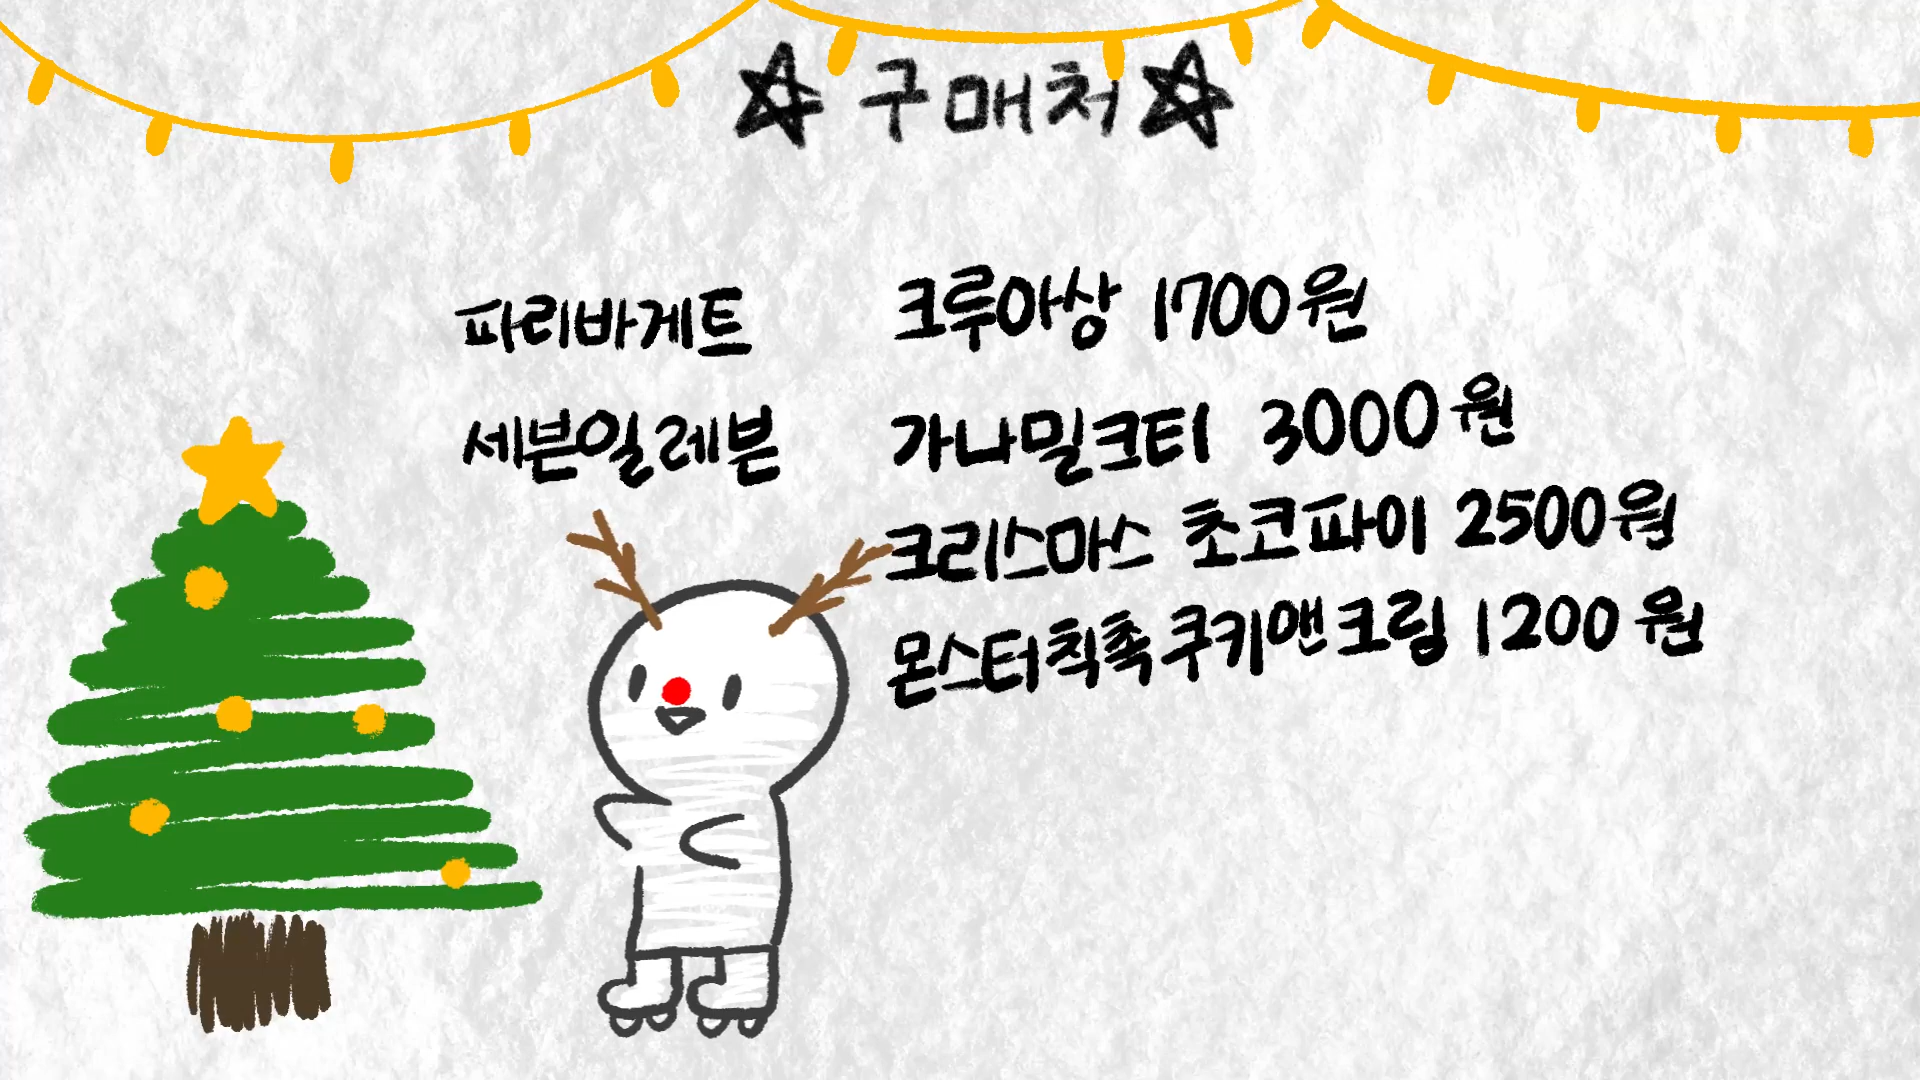 ☆ 구매처 ☆
파리바게트 크루아상 1700원
세븐일레븐 가나밀크티 3000원
크리스마스 초코파이 2500원
몬스터칙촉쿠키앤크림 1200원